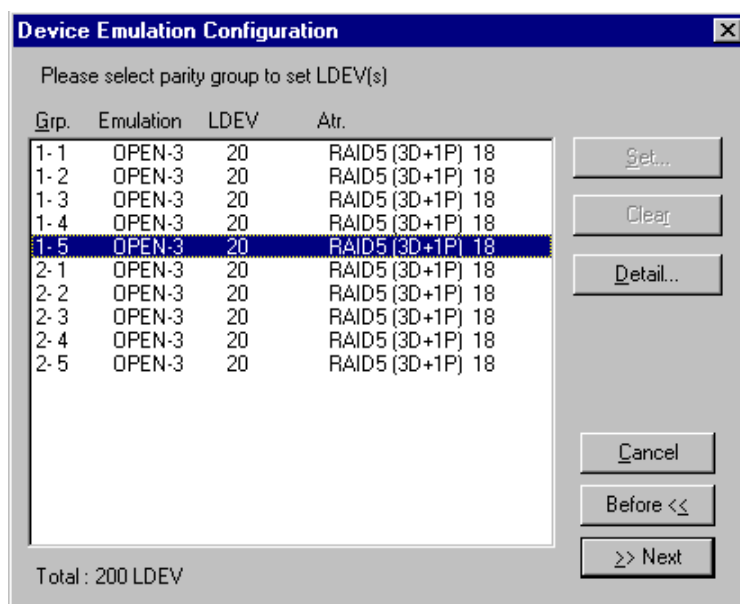 Device Emulation Configuration
Please select parity group to set LDEV(s)
Grp. Emulation LDEV Atr.
1- 1 OPEN-3 20 RAID5 (3D+1P) 18
1- 2 OPEN-3 20 RAID5 (3D+1P) 18
1- 3 OPEN-3 20 RAID5 (3D+1P) 18
1- 4 OPEN-3 20 RAID5 (3D+1P) 18
1- 5 OPEN-3 20 RAID5 (3D+1P) 18
2- 1 OPEN-3 20 RAID5 (3D+1P) 18
2- 2 OPEN-3 20 RAID5 (3D+1P) 18
2- 3 OPEN-3 20 RAID5 (3D+1P) 18
2- 4 OPEN-3 20 RAID5 (3D+1P) 18
2- 5 OPEN-3 20 RAID5 (3D+1P) 18
Total : 200 LDEV
Set...
Clear
Detail...
Cancel
Before <<
>> Next